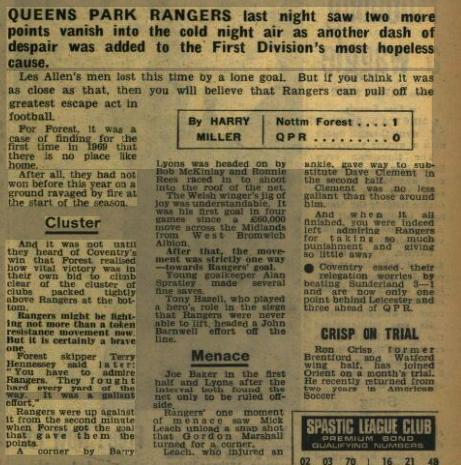 QUEENS PARK RANGERS last night saw two more
points vanish into the cold night air as another dash of
despair was added to the First Division's most hopeless
cause.
Les Allen's men lost this time by a lone goal. But if you think it was
as close as that, then you will believe that Rangers can pull off the
greatest escape act in
football.
For Forest, it was a
case of finding for the
first time in 1969 that
there is no place like
home.
After all, they had not
won before this year on a
ground ravaged by fire at
the start of the season.
Cluster
And it was not until
they heard of Coventry's
win that Forest realised
how vital victory was in
their own bid to climb
clear of the cluster of
clubs packed tightly
above Rangers at the bot-
tom.
Rangers might be fight-
ing not more than a token
resistance movement now.
But it is certainly a brave
one.
Forest skipper Terry
Hennessey said later:
"You have to admire
Rangers. They fought
hard every yard of the
way. It was a gallant
effort."
Rangers were up against
it from the second minute
when Forest got the goal
that gave them the
points.
A corner by Barry
By HARRY
MILLER
Nottm Forest .... 1
QPR .............. 0
Lyons was headed on by
Bob McKinlay and Ronnie
Rees raced in to shoot
into the roof of the net.
The Welsh winger's jig of
joy was understandable. It
was his first goal in four
games since a £60,000
move across the Midlands
from West Bromwich
Albion.
After that, the move-
ment was strictly one way
—towards Rangers' goal.
Young goalkeeper Alan
Spratley made several
fine saves.
Tony Hazell, who played
a hero's role in the siege
that Rangers were never
able to lift, headed a John
Barnwell effort off the
line.
Menace
Joe Baker in the first
half and Lyons after the
interval both found the
net only to be ruled off-
side.
Rangers' one moment
of menace saw Mick
Leach unload a snap shot
that Gordon Marshall
turned for a corner.
Leach, who injured an
ankle, gave way to sub-
stitute Dave Clement in
the second half.
Clement was no less
gallant than those around
him.
And when it all
finished, you were indeed
left admiring Rangers
for taking so much
punishment and giving
so little away
● Coventry eased their
relegation worries by
beating Sunderland 3—1
and are now only one
point behind Leicester and
three ahead of QPR.
CRISP ON TRIAL
Ron Crisp, former
Brentford and Watford
wing half, has joined
Orient on a month's trial.
He recently returned from
two years in American
Soccer
SPASTIC LEAGUE CLUB
PREMIUM BOND
QUALIFYING NUMBERS
02 03 70 1 16 21 48